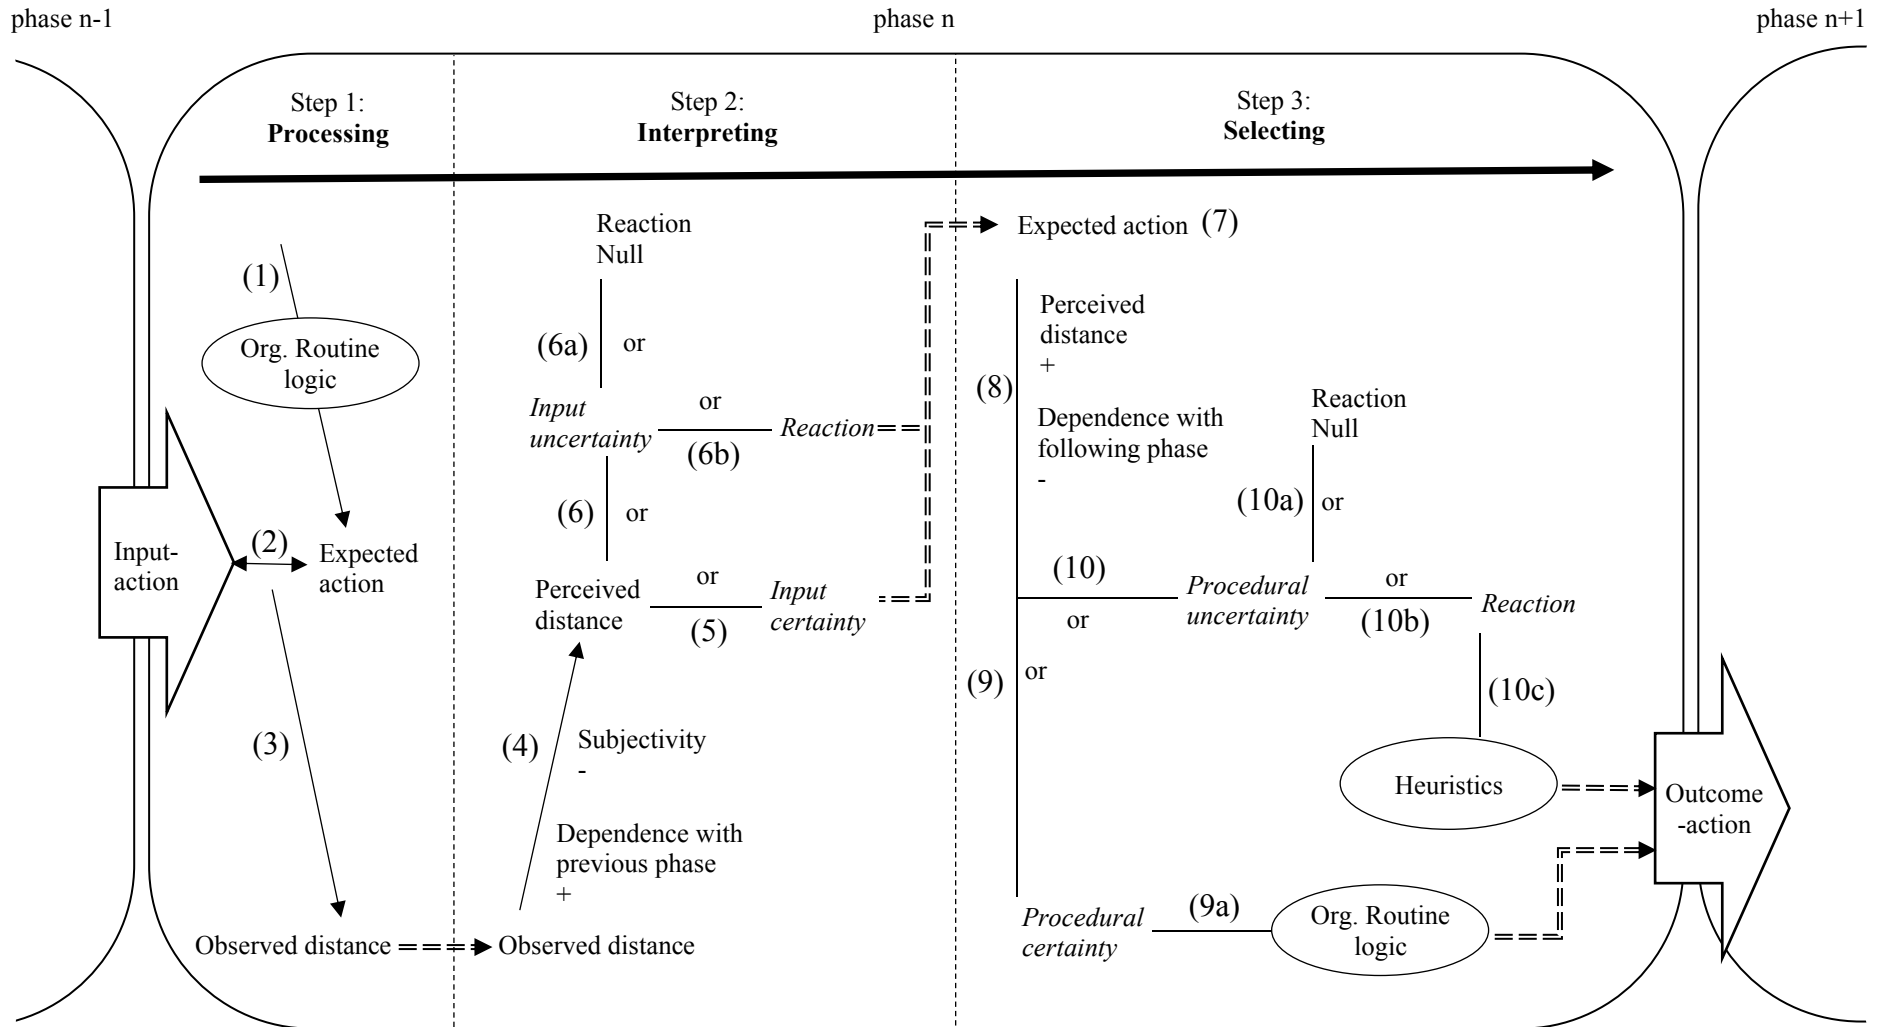 phase n-1
phase n
phase n+1
Step 1:
Processing
Step 2:
Interpreting
Step 3:
Selecting
(1)
Org. Routine
logic
Input-
action
(2)
Expected
action
(3)
Observed distance
Reaction
Null
(6a)
or
Input
uncertainty
or
(6b)
Reaction
(6)
or
Perceived
distance
or
(5)
Input
certainty
(4)
Subjectivity
-
Dependence with
previous phase
+
Observed distance
Expected action (7)
Perceived
distance
+
(8)
Dependence with
following phase
-
Reaction
Null
(10a)
or
(10)
or
Procedural
uncertainty
or
(10b)
Reaction
(9)
or
(10c)
Heuristics
Outcome
-action
Procedural
certainty
(9a)
Org. Routine
logic